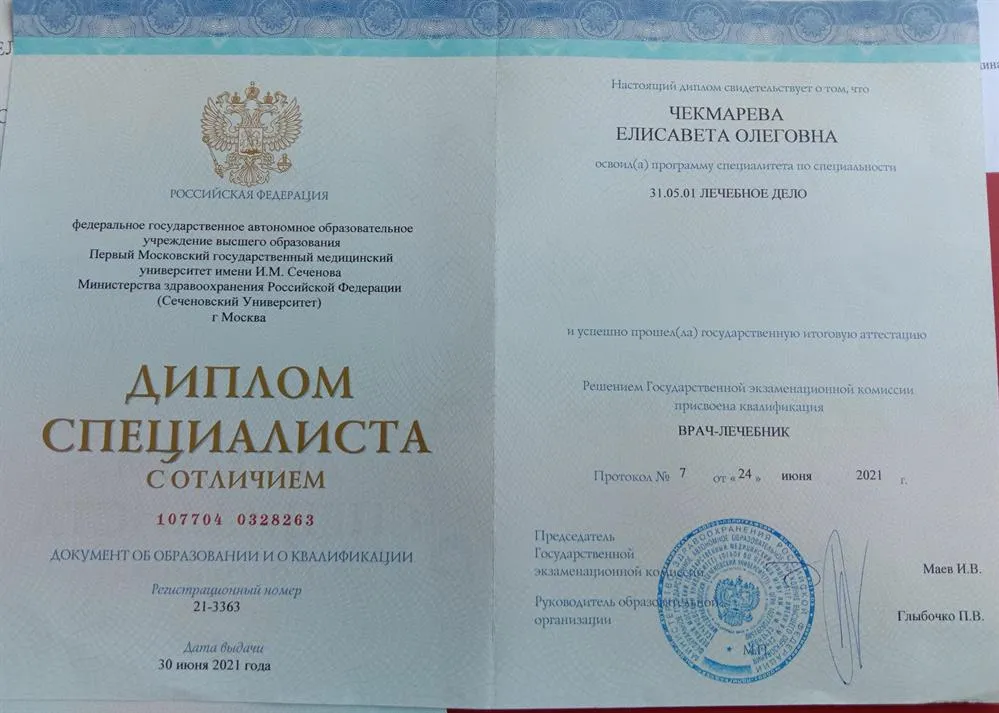 РОССИЙСКАЯ ФЕДЕРАЦИЯ
федеральное государственное автономное образовательное
учреждение высшего образования
Первый Московский государственный медицинский
университет имени И.М. Сеченова
Министерства здравоохранения Российской Федерации
(Сеченовский Университет)
г Москва
ДИПЛОМ
СПЕЦИАЛИСТА
С ОТЛИЧИЕМ
107704 0328263
ДОКУМЕНТ ОБ ОБРАЗОВАНИИ И О КВАЛИФИКАЦИИ
Регистрационный номер
21-3363
Дата выдачи
30 июня 2021 года
Настоящий диплом свидетельствует о том, что
ЧЕКМАРЕВА
ЕЛИСАВЕТА ОЛЕГОВНА
освоил(а) программу специалитета по специальности
31.05.01 ЛЕЧЕБНОЕ ДЕЛО
и успешно прошел(ла) государственную итоговую аттестацию
Решением Государственной экзаменационной комиссии
присвоена квалификация
ВРАЧ-ЛЕЧЕБНИК
Протокол № 7 от « 24 » июня 2021 г.
Председатель
Государственной
экзаменационной комиссии Маев И.В.
Руководитель образовательной
организации Глыбочко П.В.
М.П.